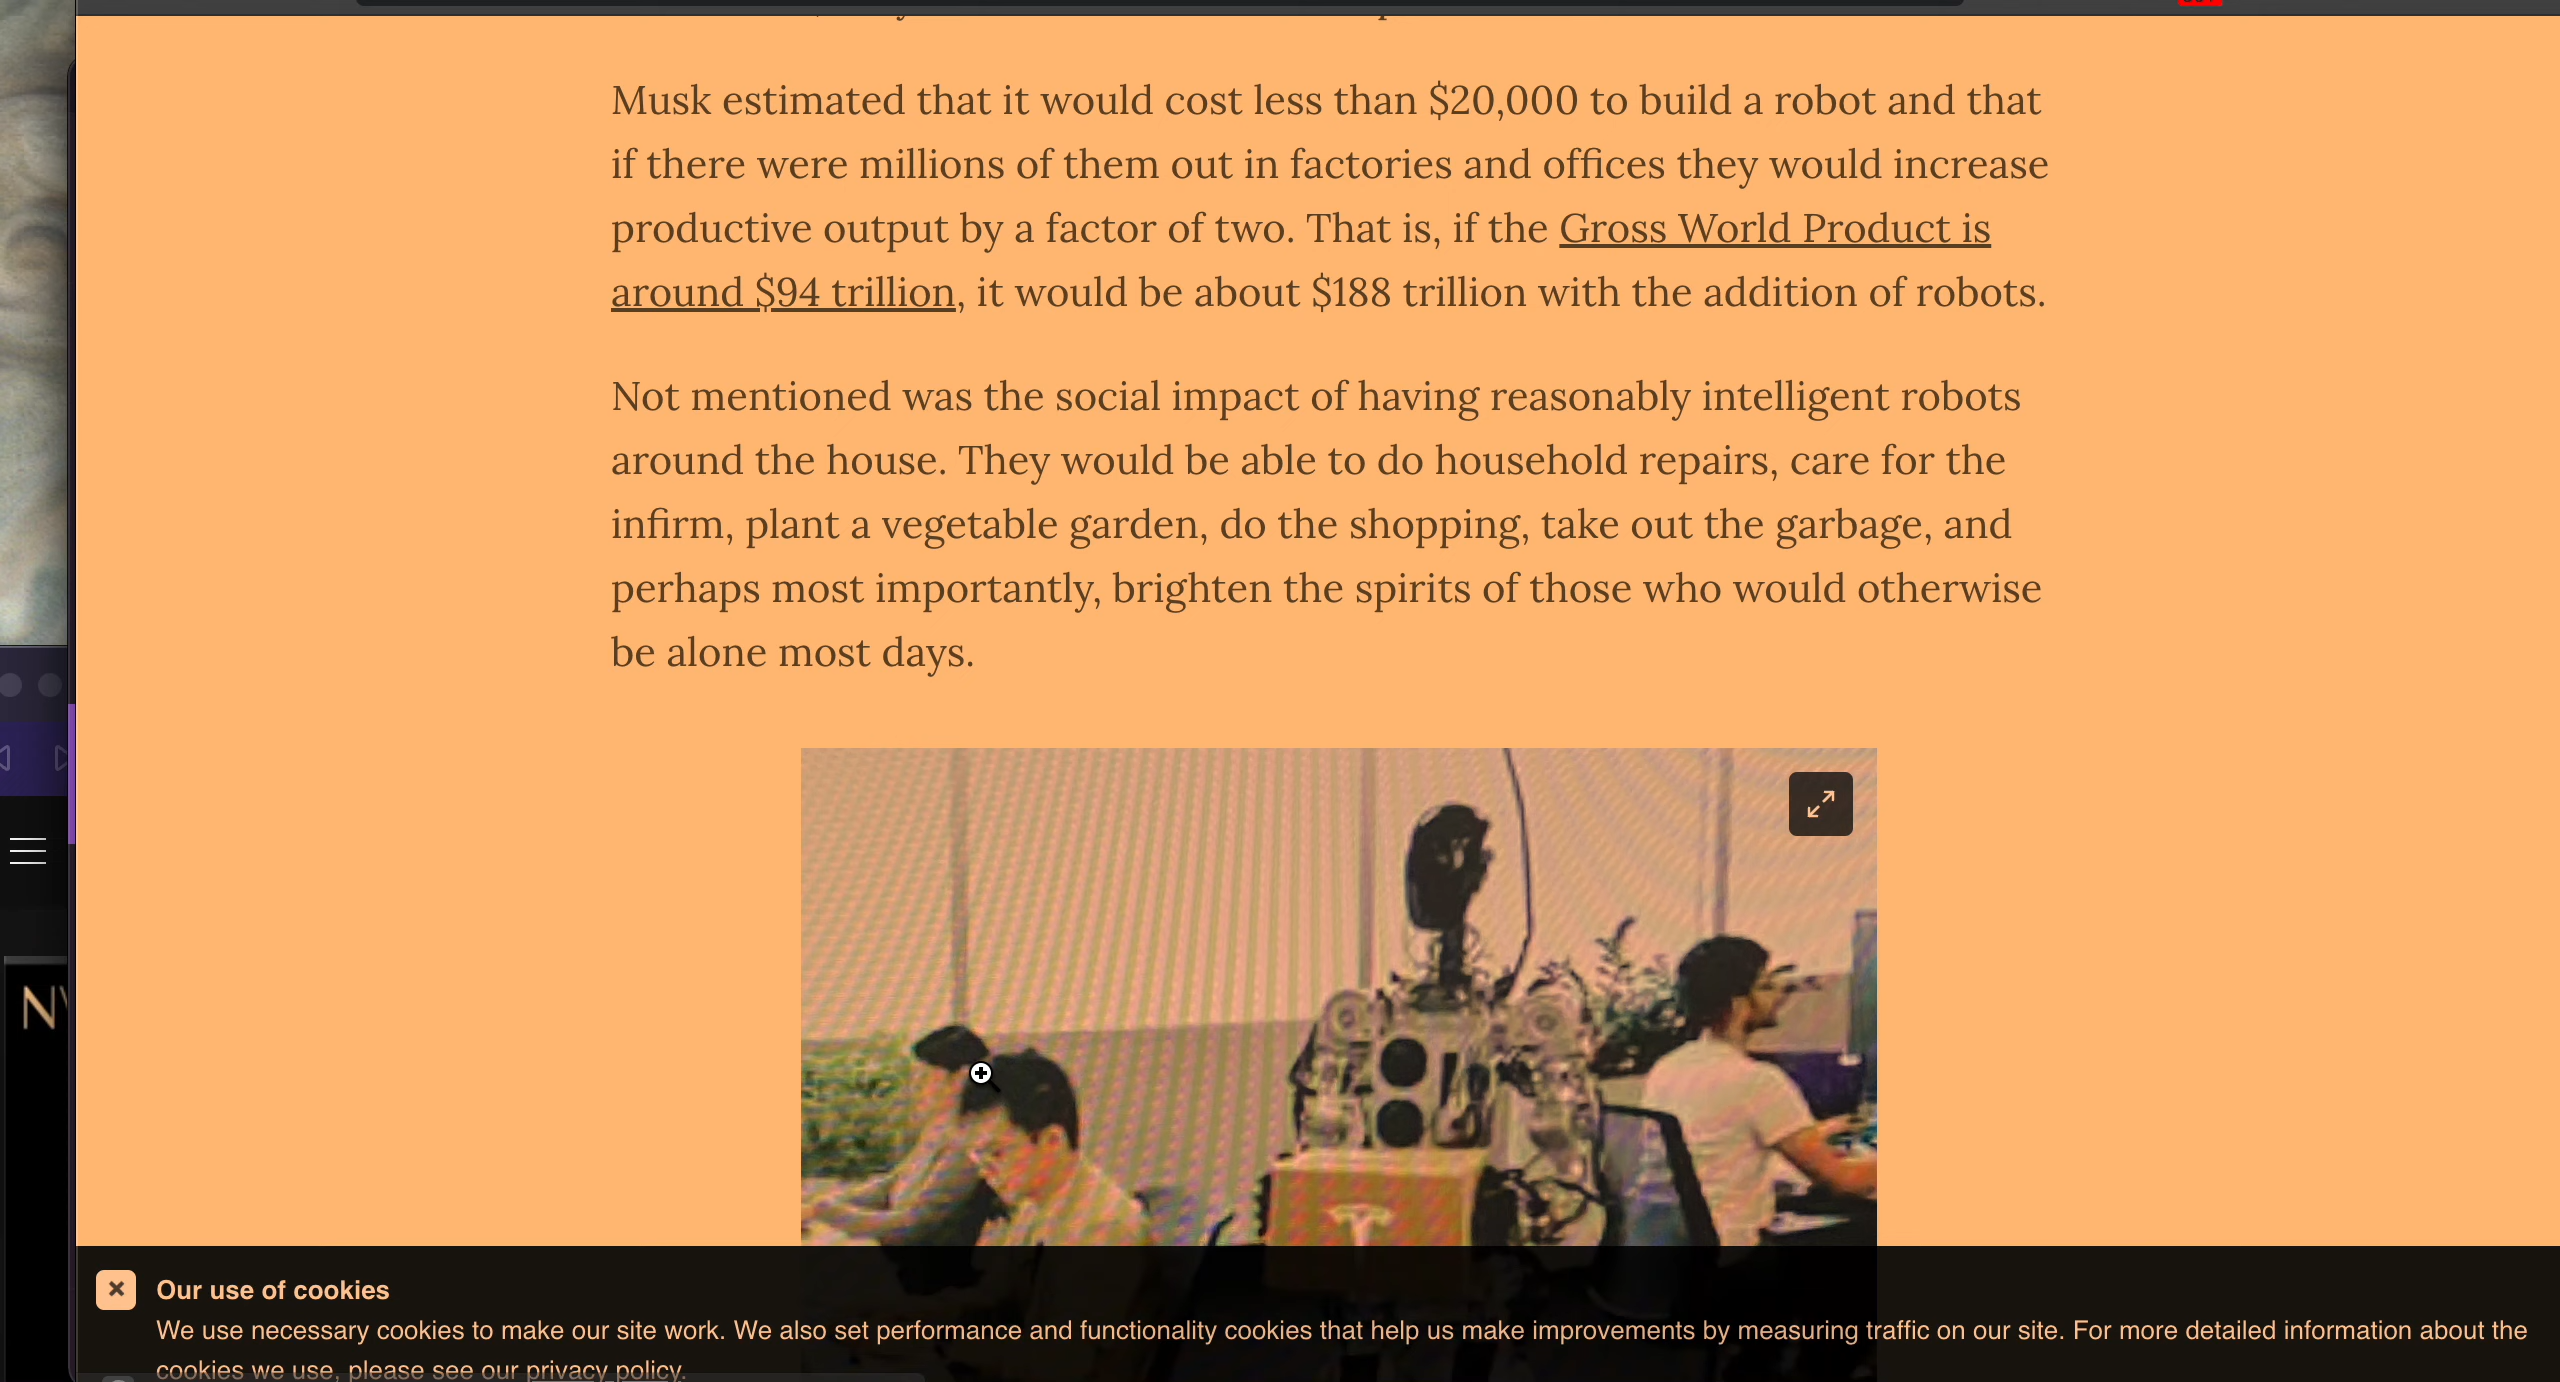 Musk estimated that it would cost less than $20,000 to build a robot and that
if there were millions of them out in factories and offices they would increase
productive output by a factor of two. That is, if the Gross World Product is
around $94 trillion, it would be about $188 trillion with the addition of robots.
Not mentioned was the social impact of having reasonably intelligent robots
around the house. They would be able to do household repairs, care for the
infirm, plant a vegetable garden, do the shopping, take out the garbage, and
perhaps most importantly, brighten the spirits of those who would otherwise
be alone most days.
Our use of cookies
We use necessary cookies to make our site work. We also set performance and functionality cookies that help us make improvements by measuring traffic on our site. For more detailed information about the
cookies we use, please see our privacy policy.